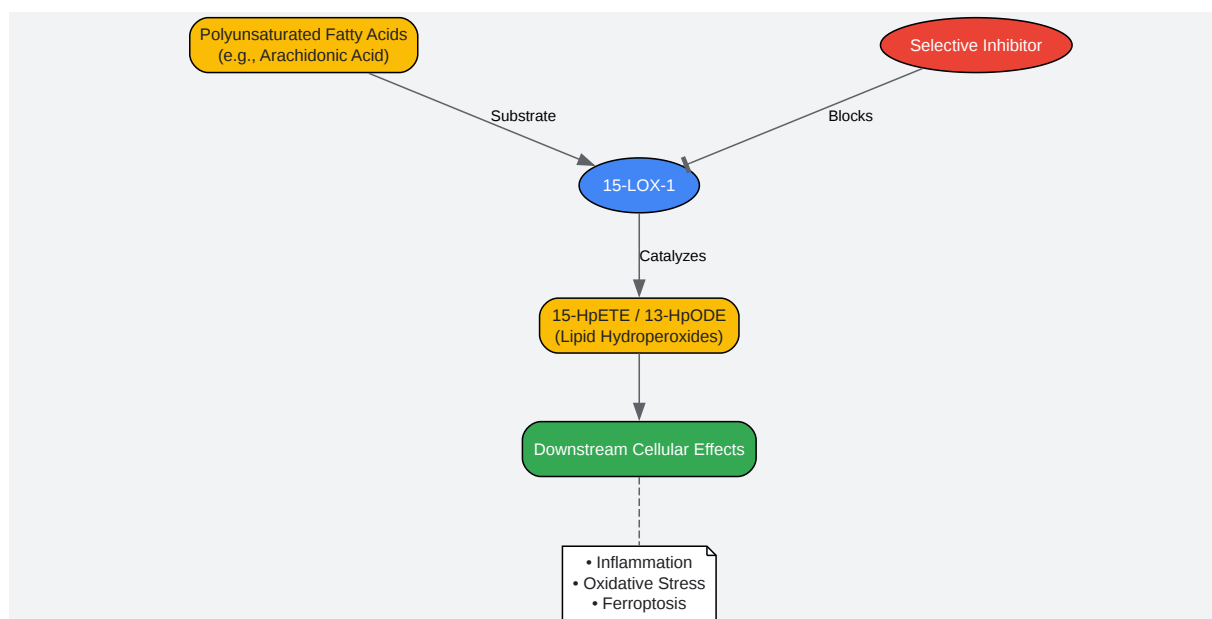 Polyunsaturated Fatty Acids
(e.g., Arachidonic Acid)
Selective Inhibitor
Substrate
Blocks
15-LOX-1
Catalyzes
15-HpETE / 13-HpODE
(Lipid Hydroperoxides)
Downstream Cellular Effects
• Inflammation
• Oxidative Stress
• Ferroptosis